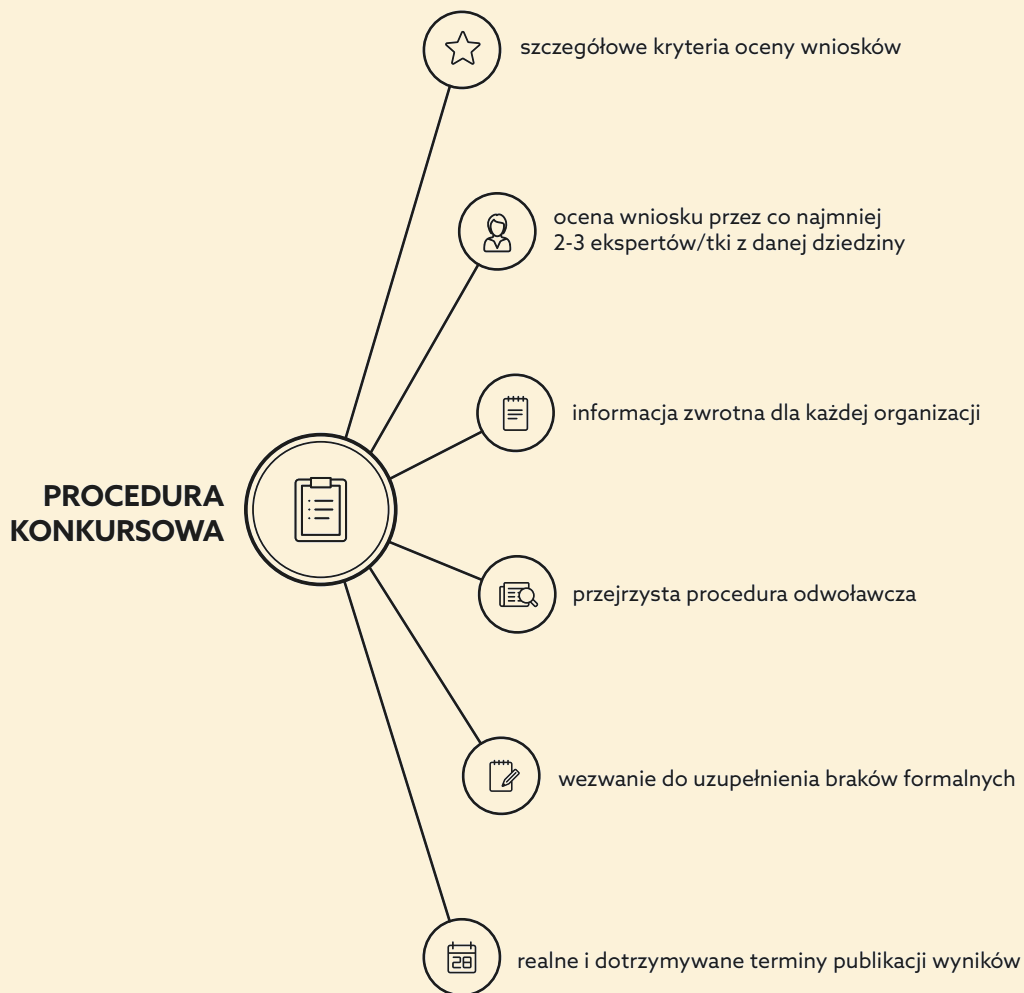 szczegółowe kryteria oceny wniosków
ocena wniosku przez co najmniej
2-3 ekspertów/tki z danej dziedziny
informacja zwrotna dla każdej organizacji
PROCEDURA
KONKURSOWA
przejrzysta procedura odwoławcza
wezwanie do uzupełnienia braków formalnych
28
realne i dotrzymywane terminy publikacji wyników